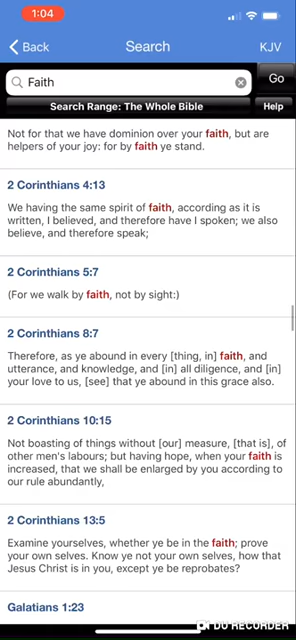 1:04
Back
Search
KJV
Faith
Go
Search Range: The Whole Bible
Help
Not for that we have dominion over your faith, but are
helpers of your joy: for by faith ye stand.
2 Corinthians 4:13
We having the same spirit of faith, according as it is
written, I believed, and therefore have I spoken; we also
believe, and therefore speak;
2 Corinthians 5:7
(For we walk by faith, not by sight:)
2 Corinthians 8:7
Therefore, as ye abound in every [thing, in] faith, and
utterance, and knowledge, and [in] all diligence, and [in]
your love to us, [see] that ye abound in this grace also.
2 Corinthians 10:15
Not boasting of things without [our] measure, [that is], of
other men's labours; but having hope, when your faith is
increased, that we shall be enlarged by you according to
our rule abundantly,
2 Corinthians 13:5
Examine yourselves, whether ye be in the faith; prove
your own selves. Know ye not your own selves, how that
Jesus Christ is in you, except ye be reprobates?
Galatians 1:23
DU RECORDER